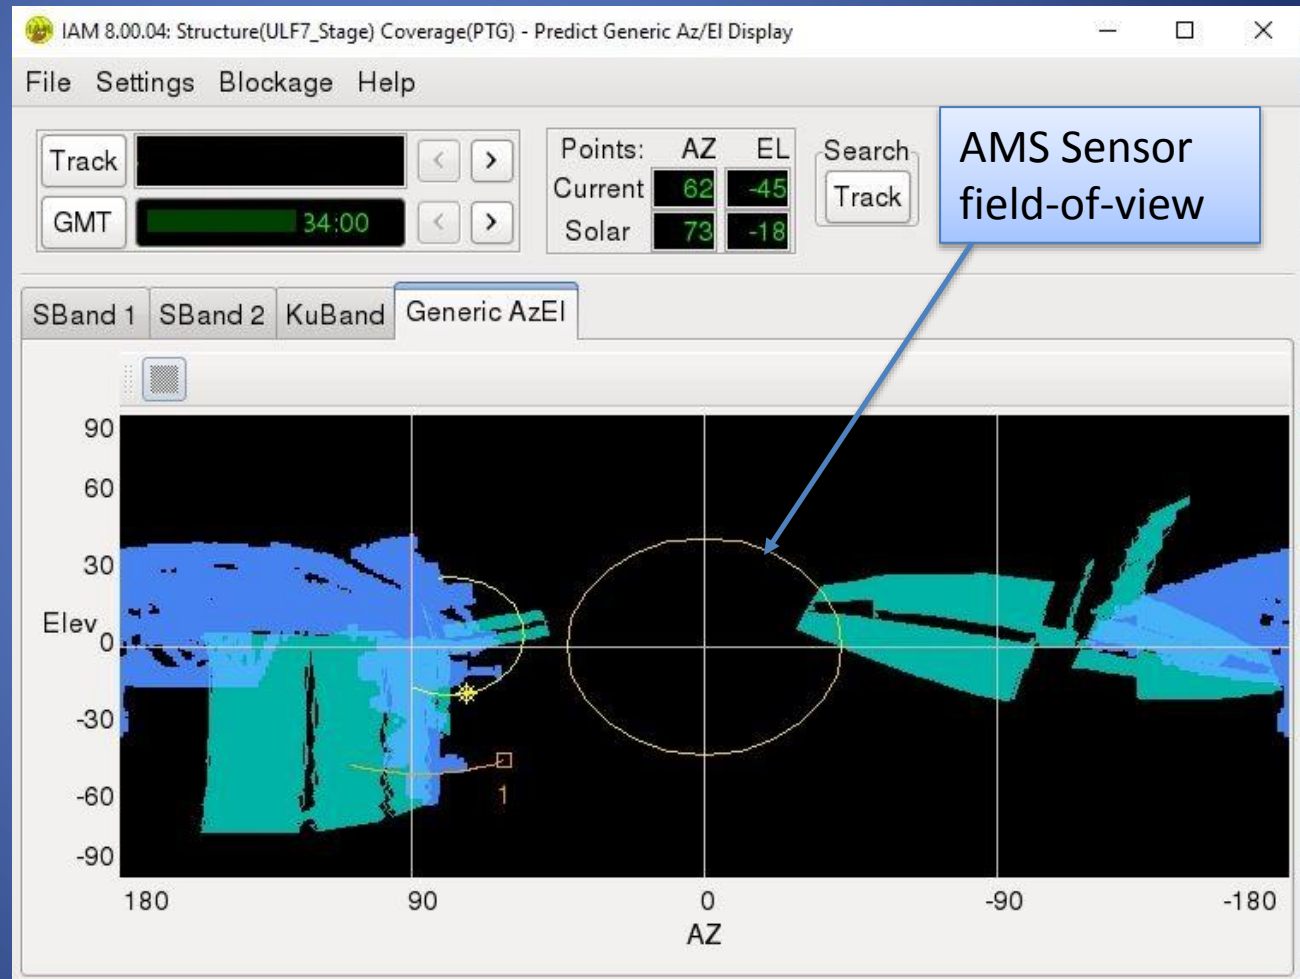 IAM 8.00.04: Structure(ULF7_Stage) Coverage(PTG) - Predict Generic Az/El Display
File Settings Blockage Help
Track
GMT 34:00
Points: AZ EL
Current 62 -45
Solar 73 -18
Search
Track
AMS Sensor
field-of-view
SBand 1 SBand 2 KuBand Generic AzEl
90
60
30
Elev
0
-30
-60
-90
1
180 90 0 -90 -180
AZ